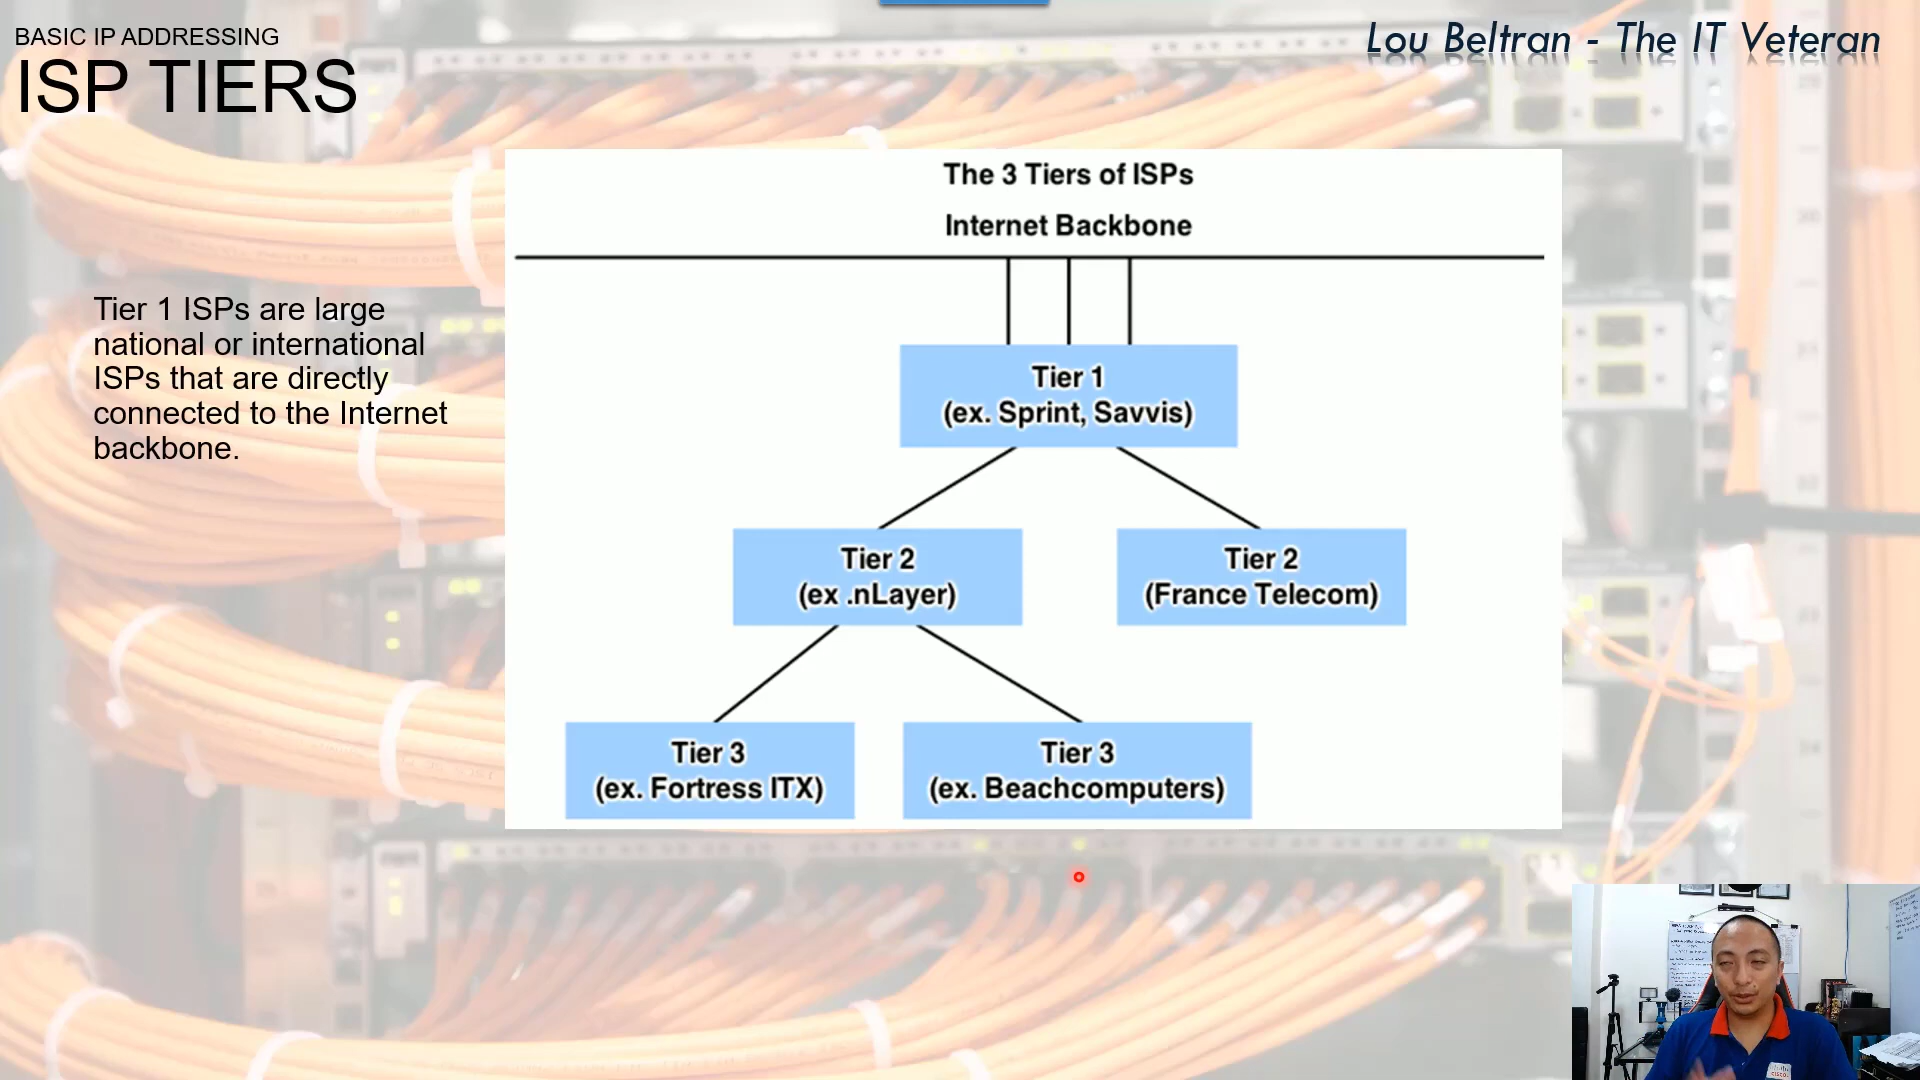 BASIC IP ADDRESSING
ISP TIERS
Lou Beltran - The IT Veteran
Tier 1 ISPs are large
national or international
ISPs that are directly
connected to the Internet
backbone.
The 3 Tiers of ISPs
Internet Backbone
Tier 1
(ex. Sprint, Savvis)
Tier 2
(ex .nLayer)
Tier 2
(France Telecom)
Tier 3
(ex. Fortress ITX)
Tier 3
(ex. Beachcomputers)